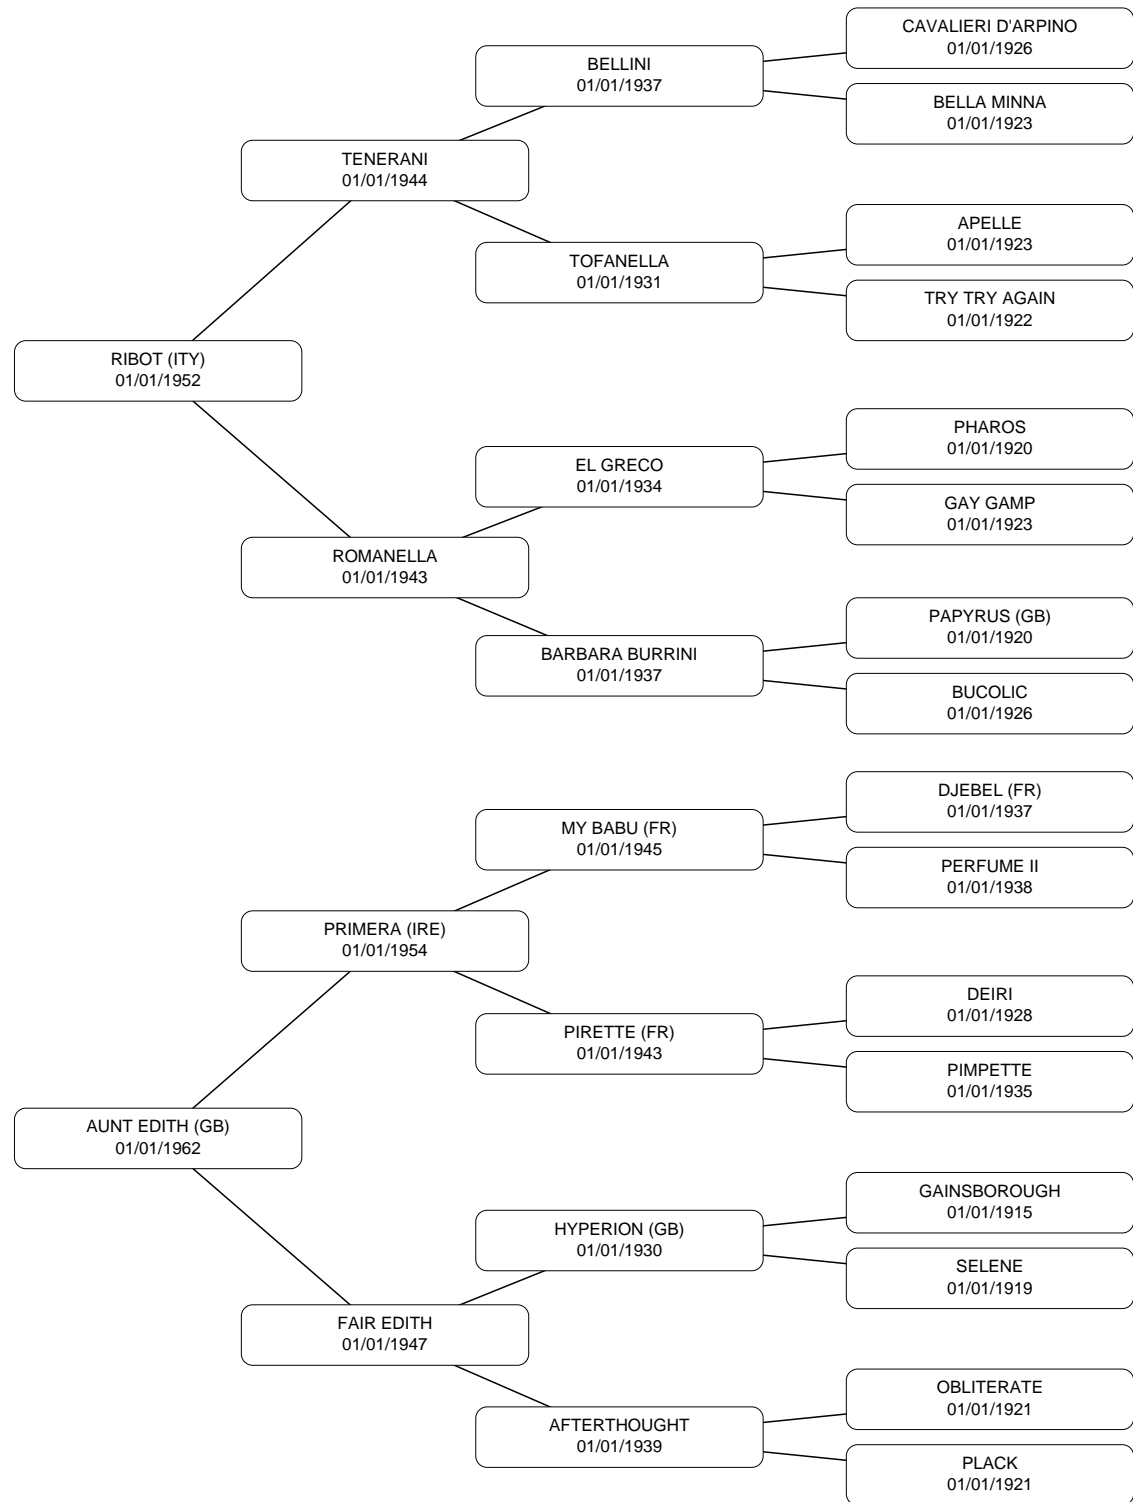 CAVALIERI D'ARPINO
01/01/1926
BELLINI
01/01/1937
BELLA MINNA
01/01/1923
TENERANI
01/01/1944
APELLE
01/01/1923
TOFANELLA
01/01/1931
TRY TRY AGAIN
01/01/1922
RIBOT (ITY)
01/01/1952
PHAROS
01/01/1920
EL GRECO
01/01/1934
GAY GAMP
01/01/1923
ROMANELLA
01/01/1943
PAPYRUS (GB)
01/01/1920
BARBARA BURRINI
01/01/1937
BUCOLIC
01/01/1926
DJEBEL (FR)
01/01/1937
MY BABU (FR)
01/01/1945
PERFUME II
01/01/1938
PRIMERA (IRE)
01/01/1954
DEIRI
01/01/1928
PIRETTE (FR)
01/01/1943
PIMPETTE
01/01/1935
AUNT EDITH (GB)
01/01/1962
GAINSBOROUGH
01/01/1915
HYPERION (GB)
01/01/1930
SELENE
01/01/1919
FAIR EDITH
01/01/1947
OBLITERATE
01/01/1921
AFTERTHOUGHT
01/01/1939
PLACK
01/01/1921